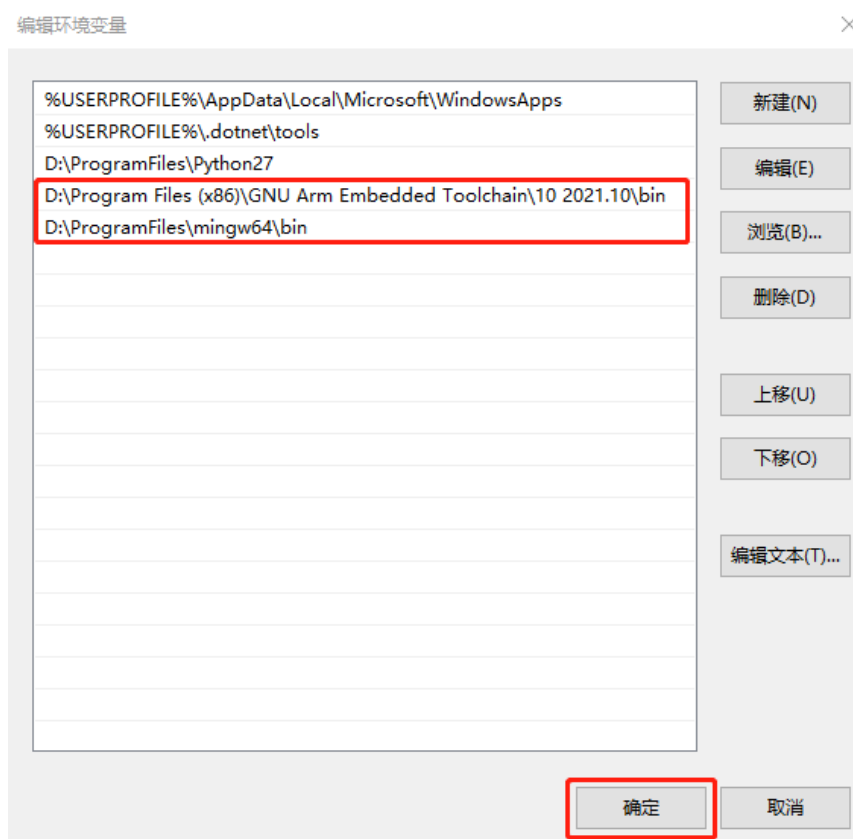 编辑环境变量
%USERPROFILE%\AppData\Local\Microsoft\WindowsApps
%USERPROFILE%\.dotnet\tools
D:\ProgramFiles\Python27
D:\Program Files (x86)\GNU Arm Embedded Toolchain\10 2021.10\bin
D:\ProgramFiles\mingw64\bin
新建(N)
编辑(E)
浏览(B)...
删除(D)
上移(U)
下移(O)
编辑文本(T)...
确定
取消